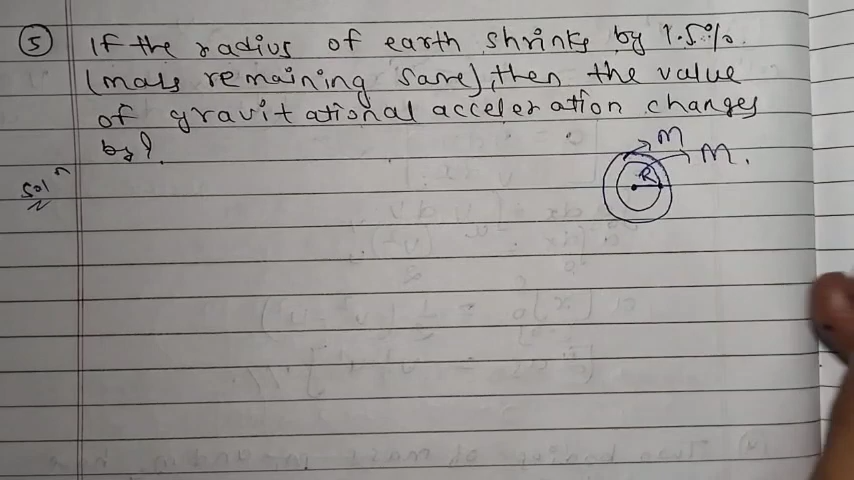 5 If the radius of earth shrinks by 1.5%.
(mass remaining same), then the value
of gravitational acceleration changes
by?
M
Solⁿ R M.